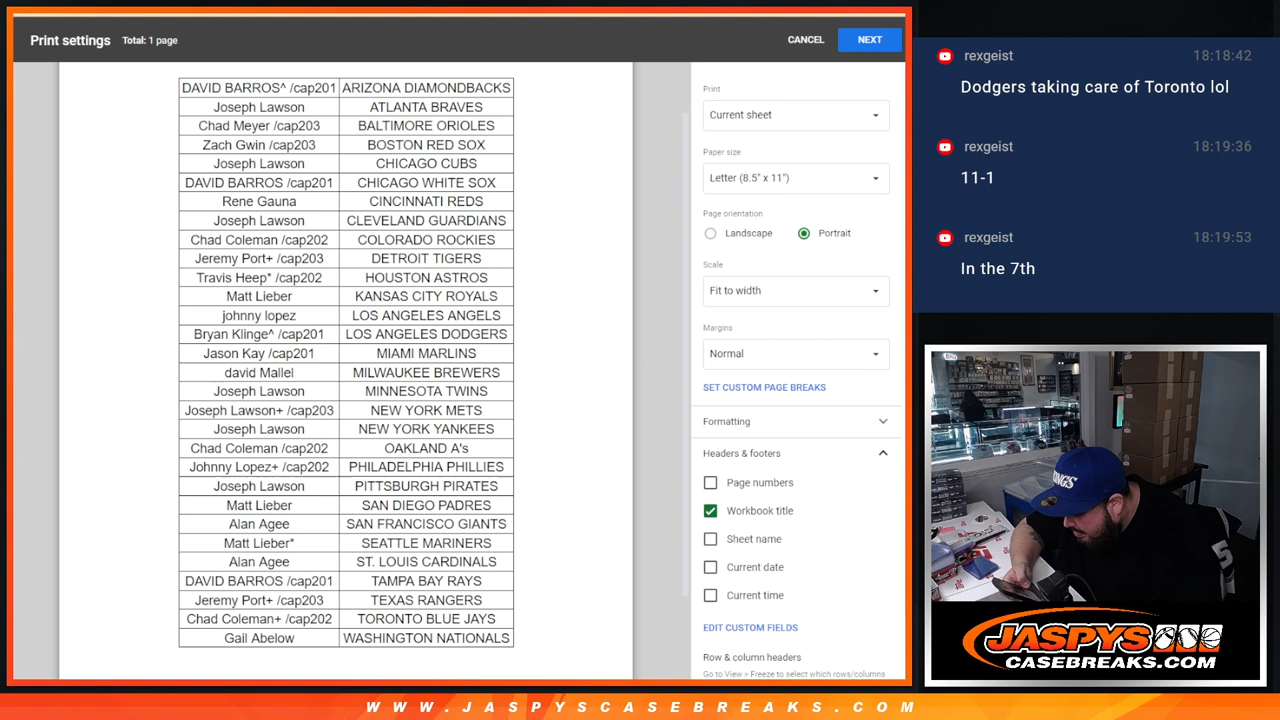 Print settings Total: 1 page CANCEL NEXT
DAVID BARROS^ /cap201 ARIZONA DIAMONDBACKS
Joseph Lawson ATLANTA BRAVES
Chad Meyer /cap203 BALTIMORE ORIOLES
Zach Gwin /cap203 BOSTON RED SOX
Joseph Lawson CHICAGO CUBS
DAVID BARROS /cap201 CHICAGO WHITE SOX
Rene Gauna CINCINNATI REDS
Joseph Lawson CLEVELAND GUARDIANS
Chad Coleman /cap202 COLORADO ROCKIES
Jeremy Port+ /cap203 DETROIT TIGERS
Travis Heep* /cap202 HOUSTON ASTROS
Matt Lieber KANSAS CITY ROYALS
johnny lopez LOS ANGELES ANGELS
Bryan Klinge^ /cap201 LOS ANGELES DODGERS
Jason Kay /cap201 MIAMI MARLINS
david Mallel MILWAUKEE BREWERS
Joseph Lawson MINNESOTA TWINS
Joseph Lawson+ /cap203 NEW YORK METS
Joseph Lawson NEW YORK YANKEES
Chad Coleman /cap202 OAKLAND A's
Johnny Lopez+ /cap202 PHILADELPHIA PHILLIES
Joseph Lawson PITTSBURGH PIRATES
Matt Lieber SAN DIEGO PADRES
Alan Agee SAN FRANCISCO GIANTS
Matt Lieber* SEATTLE MARINERS
Alan Agee ST. LOUIS CARDINALS
DAVID BARROS /cap201 TAMPA BAY RAYS
Jeremy Port+ /cap203 TEXAS RANGERS
Chad Coleman+ /cap202 TORONTO BLUE JAYS
Gail Abelow WASHINGTON NATIONALS
Print
Current sheet
Paper size
Letter (8.5" x 11")
Page orientation
Landscape Portrait
Scale
Fit to width
Margins
Normal
SET CUSTOM PAGE BREAKS
Formatting
Headers & footers
Page numbers
Workbook title
Sheet name
Current date
Current time
EDIT CUSTOM FIELDS
Row & column headers
Go to View > Freeze to select which rows/columns
rexgeist 18:18:42
Dodgers taking care of Toronto lol
rexgeist 18:19:36
11-1
rexgeist 18:19:53
In the 7th
KINGS
5
JASPYS
CASEBREAKS.COM
WWW.JASPYSCASEBREAKS.COM